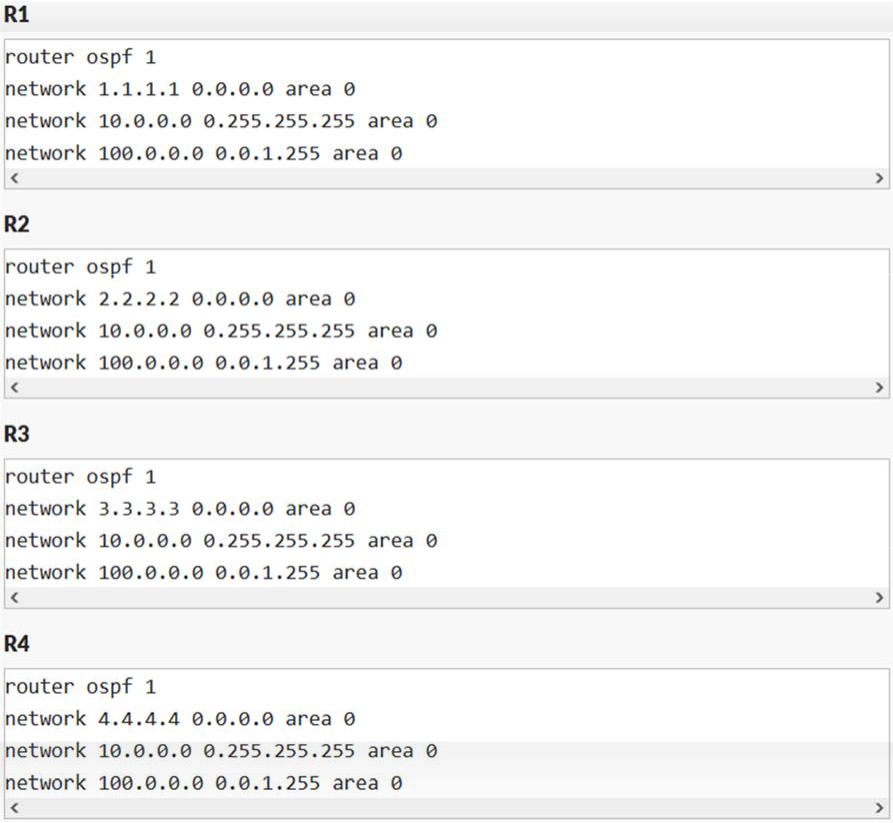 R1
router ospf 1
network 1.1.1.1 0.0.0.0 area 0
network 10.0.0.0 0.255.255.255 area 0
network 100.0.0.0 0.0.1.255 area 0
R2
router ospf 1
network 2.2.2.2 0.0.0.0 area 0
network 10.0.0.0 0.255.255.255 area 0
network 100.0.0.0 0.0.1.255 area 0
R3
router ospf 1
network 3.3.3.3 0.0.0.0 area 0
network 10.0.0.0 0.255.255.255 area 0
network 100.0.0.0 0.0.1.255 area 0
R4
router ospf 1
network 4.4.4.4 0.0.0.0 area 0
network 10.0.0.0 0.255.255.255 area 0
network 100.0.0.0 0.0.1.255 area 0